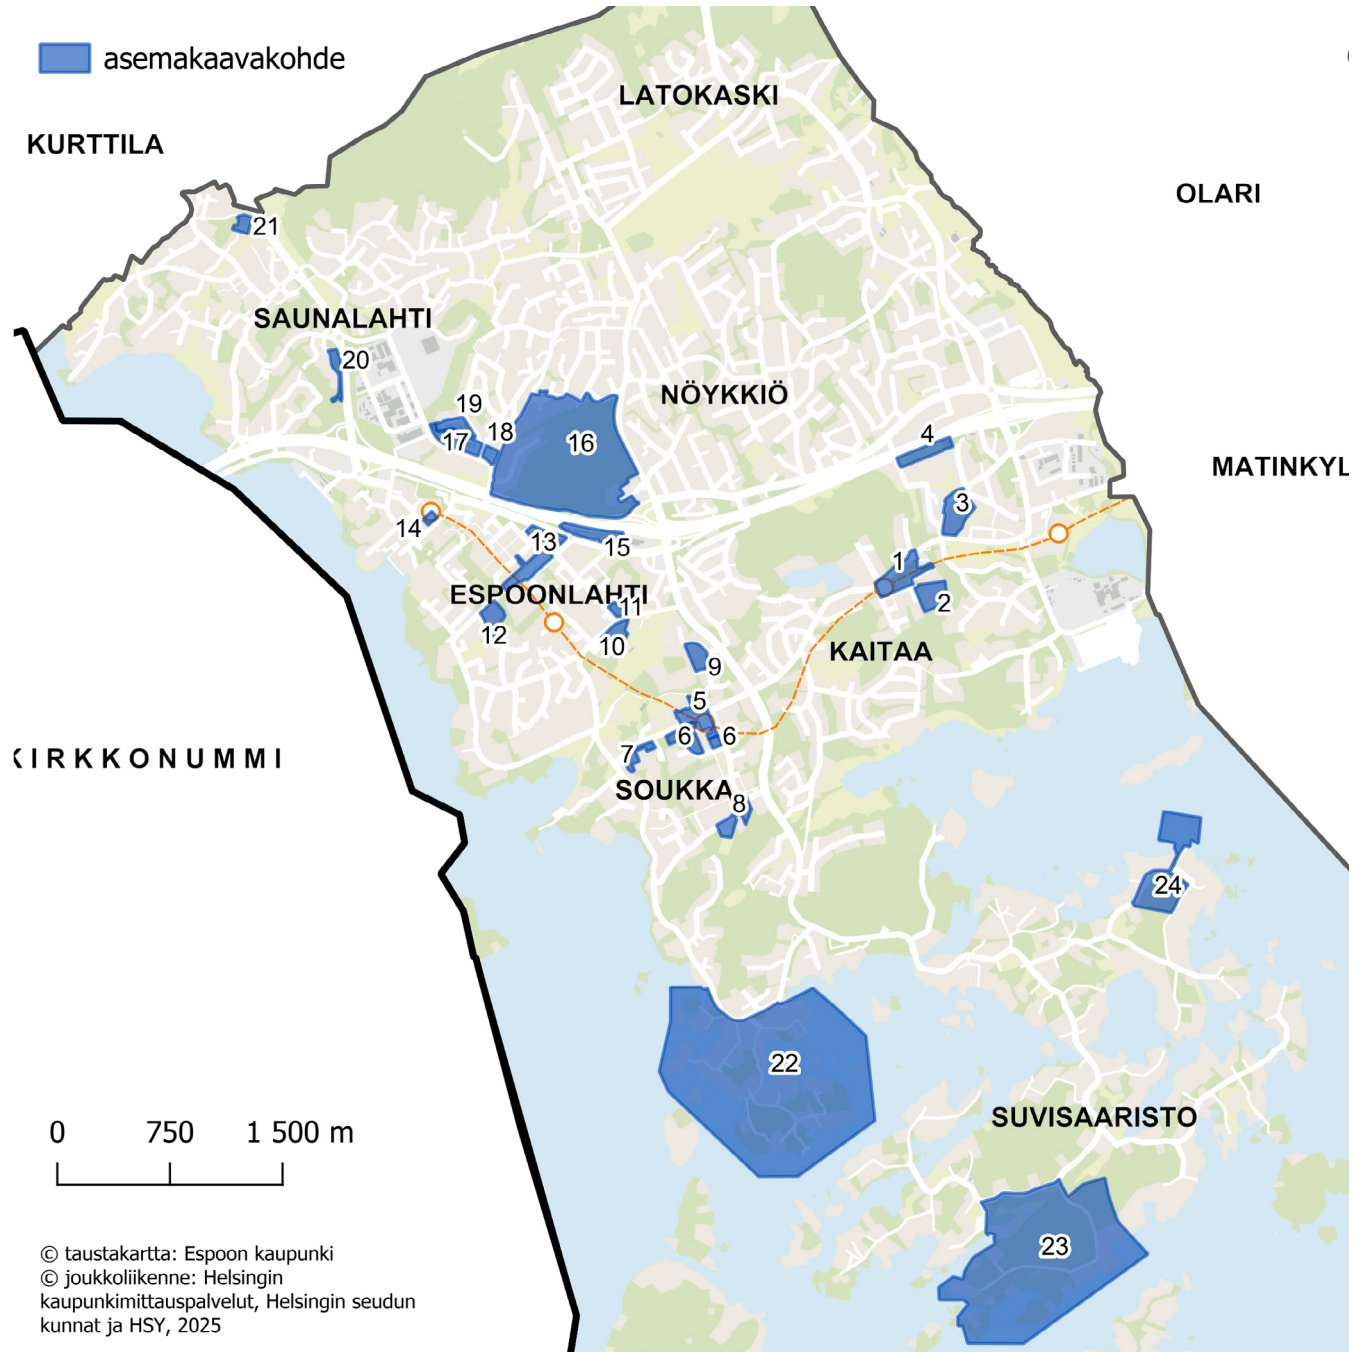 asemakaavakohde
LATOKASKI
KURTTILA
OLARI
21
SAUNALAHTI
20
NÖYKKIÖ
19
18
17
16
4
MATINKYL
3
14
13
15
1
ESPOONLAHTI
11
2
12
10
KAITAA
9
5
6
6
7
KIRKKONUMMI
SOUKKA
8
24
22
SUVISAARISTO
0 750 1 500 m
23
© taustakartta: Espoon kaupunki
© joukkoliikenne: Helsingin
kaupunkimittauspalvelut, Helsingin seudun
kunnat ja HSY, 2025